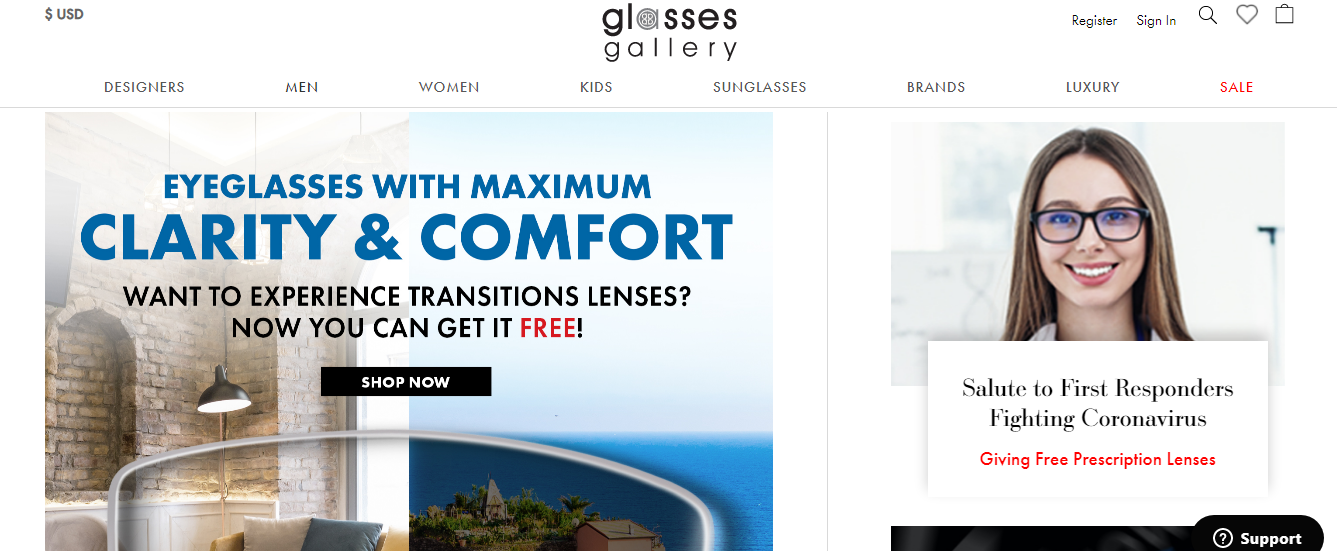 $ USD
glasses
gallery
Register Sign In
DESIGNERS MEN WOMEN KIDS SUNGLASSES BRANDS LUXURY SALE
EYEGLASSES WITH MAXIMUM
CLARITY & COMFORT
WANT TO EXPERIENCE TRANSITIONS LENSES?
NOW YOU CAN GET IT FREE!
SHOP NOW
Salute to First Responders
Fighting Coronavirus
Giving Free Prescription Lenses
? Support